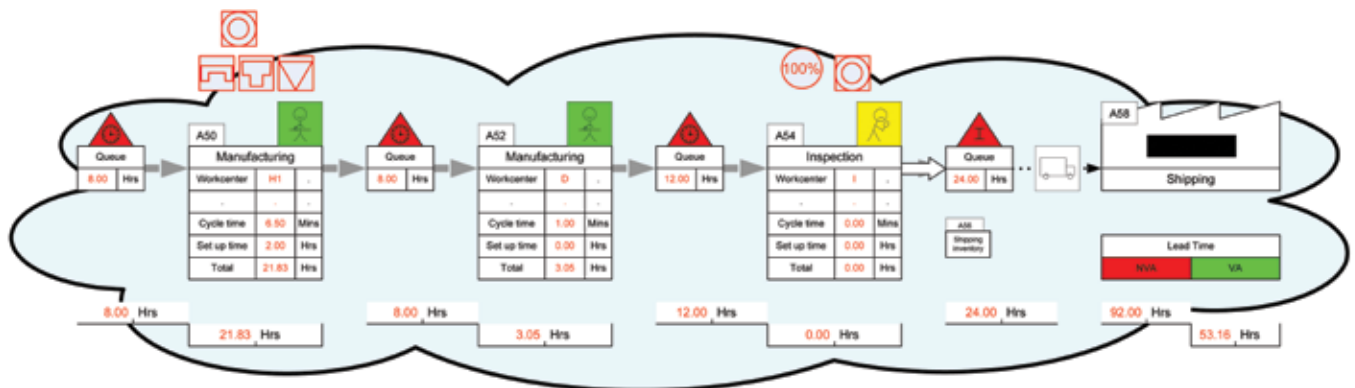 100%
A50
A52
A54
A58
Queue
8.00 Hrs
Manufacturing
Workcenter H1 .
. . .
Cycle time 6.50 Mins
Set up time 2.00 Hrs
Total 21.83 Hrs
Queue
8.00 Hrs
Manufacturing
Workcenter D .
. . .
Cycle time 1.00 Mins
Set up time 0.00 Hrs
Total 3.05 Hrs
Queue
12.00 Hrs
Inspection
Workcenter I .
. . .
Cycle time 0.00 Mins
Set up time 0.00 Hrs
Total 0.00 Hrs
I
Queue
24.00 Hrs
A56
Shipping
Inventory
Shipping
Lead Time
NVA VA
8.00 Hrs
21.83 Hrs
8.00 Hrs
3.05 Hrs
12.00 Hrs
0.00 Hrs
24.00 Hrs
92.00 Hrs
53.16 Hrs